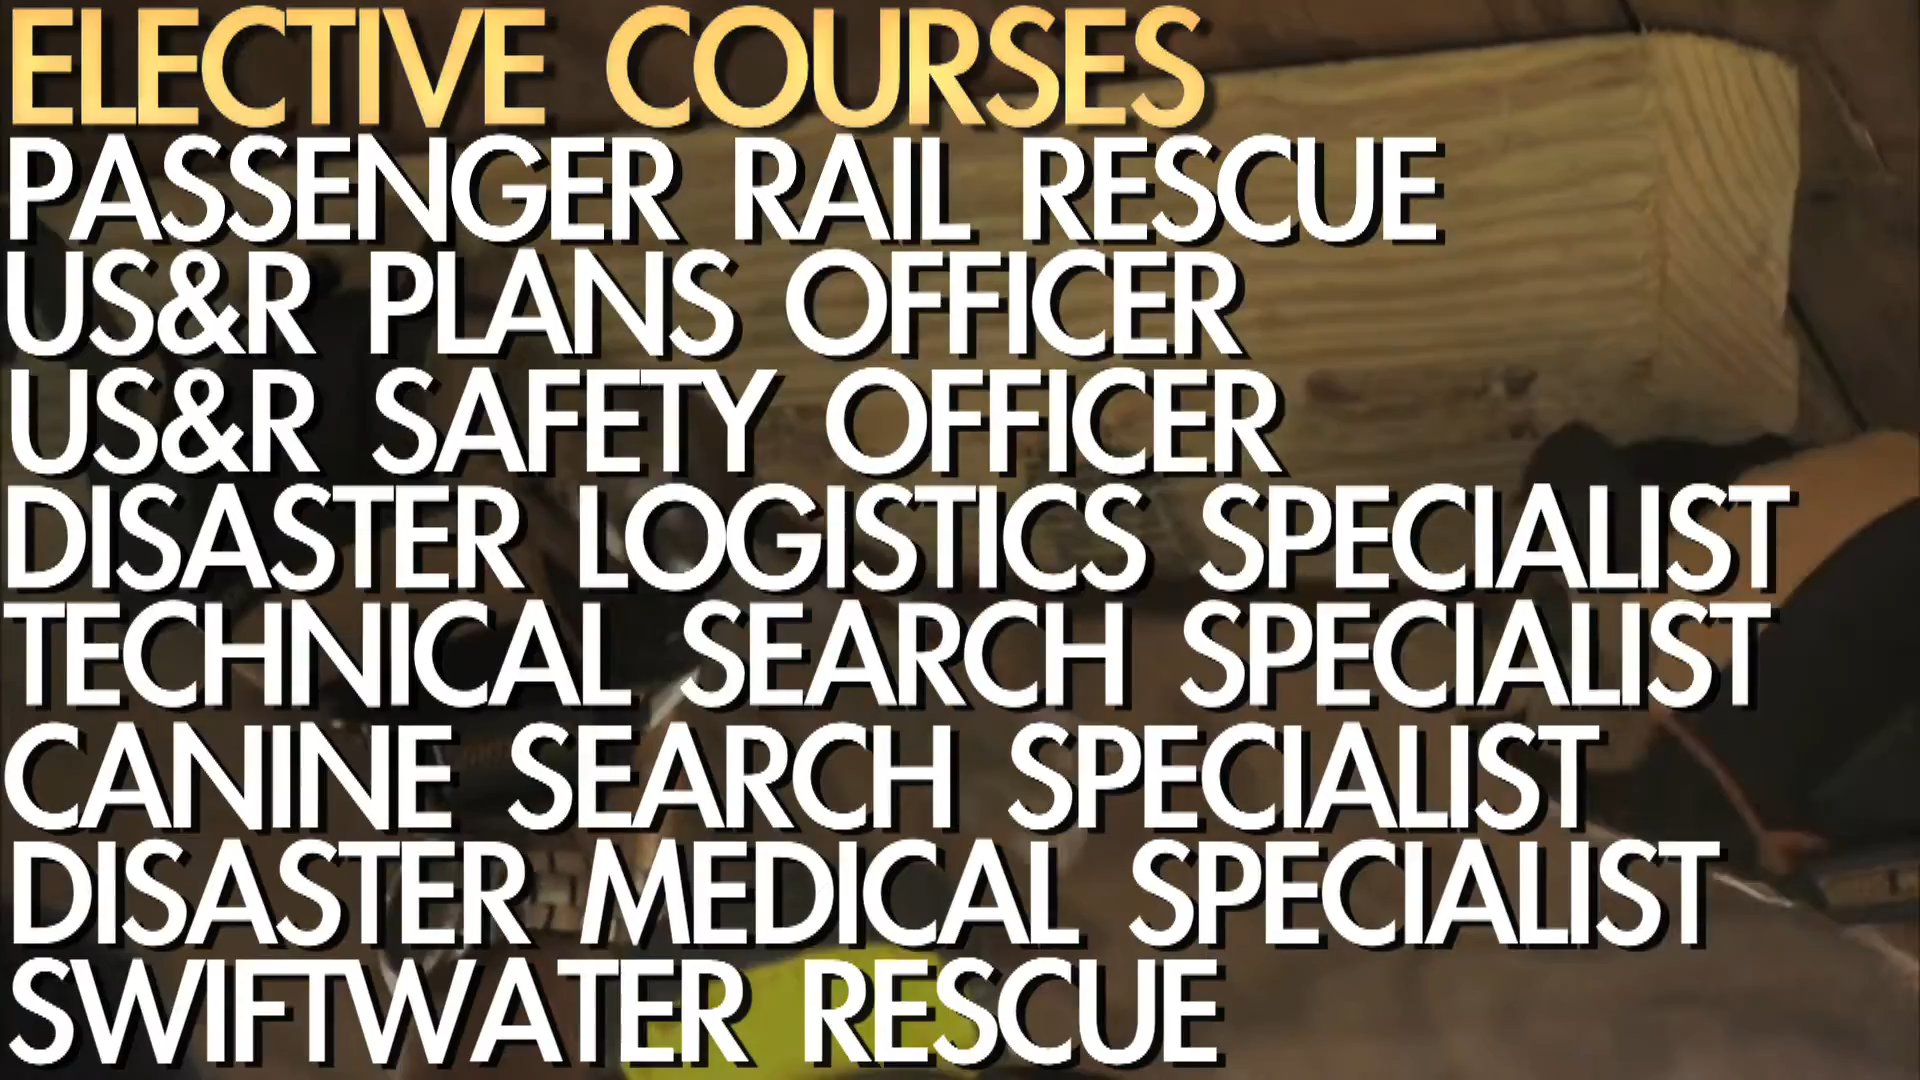 ELECTIVE COURSES
PASSENGER RAIL RESCUE
US&R PLANS OFFICER
US&R SAFETY OFFICER
DISASTER LOGISTICS SPECIALIST
TECHNICAL SEARCH SPECIALIST
CANINE SEARCH SPECIALIST
DISASTER MEDICAL SPECIALIST
SWIFTWATER RESCUE